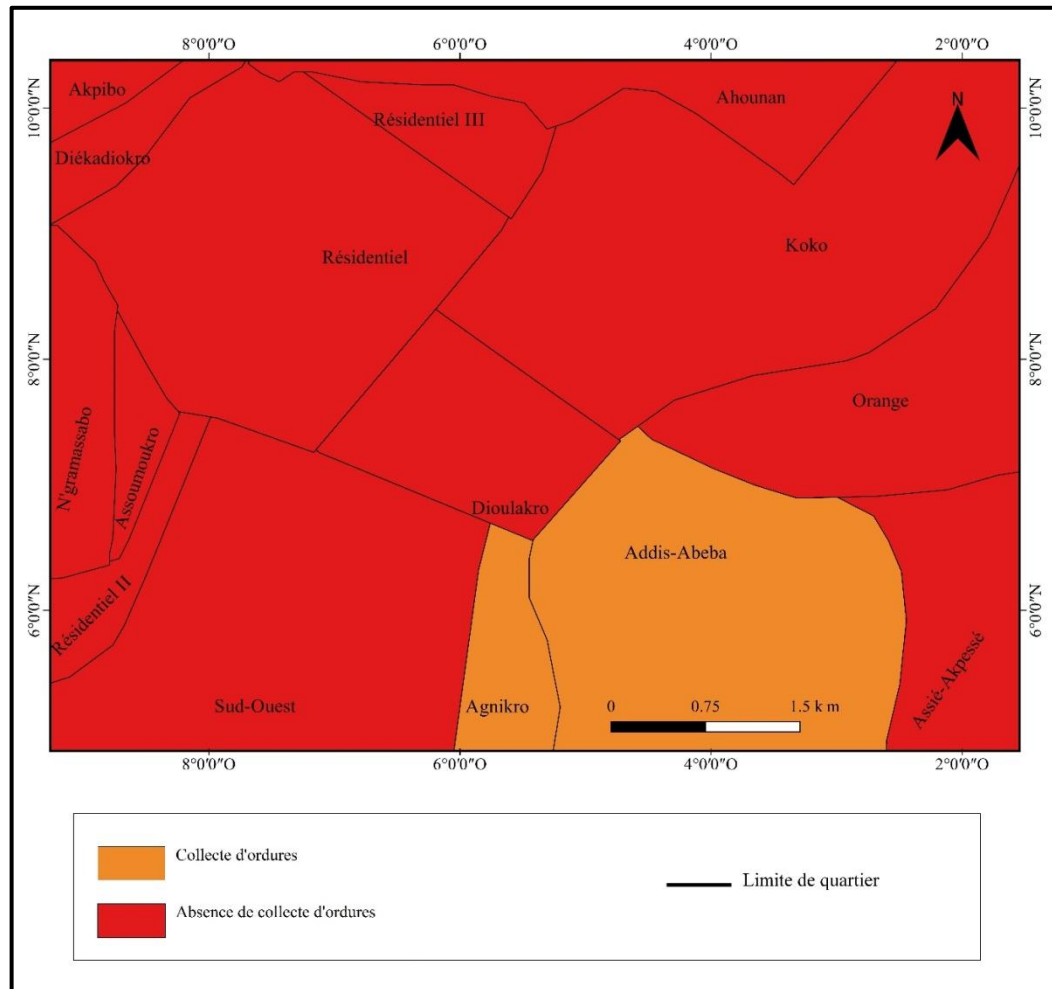 8°0'0"O 6°0'0"O 4°0'0"O 2°0'0"O
10°0'0"N
10°0'0"N
N
Akpibo
Ahounan
Résidentiel III
Diékadiokro
Koko
Résidentiel
8°0'0"N
8°0'0"N
Orange
N'gramassabo
Assoumoukro
Dioulakro
Addis-Abeba
6°0'0"N
6°0'0"N
Résidentiel II
Assié-Akpessé
Sud-Ouest
Agnikro
0 0.75 1.5 k m
8°0'0"O 6°0'0"O 4°0'0"O 2°0'0"O
Collecte d'ordures
Limite de quartier
Absence de collecte d'ordures